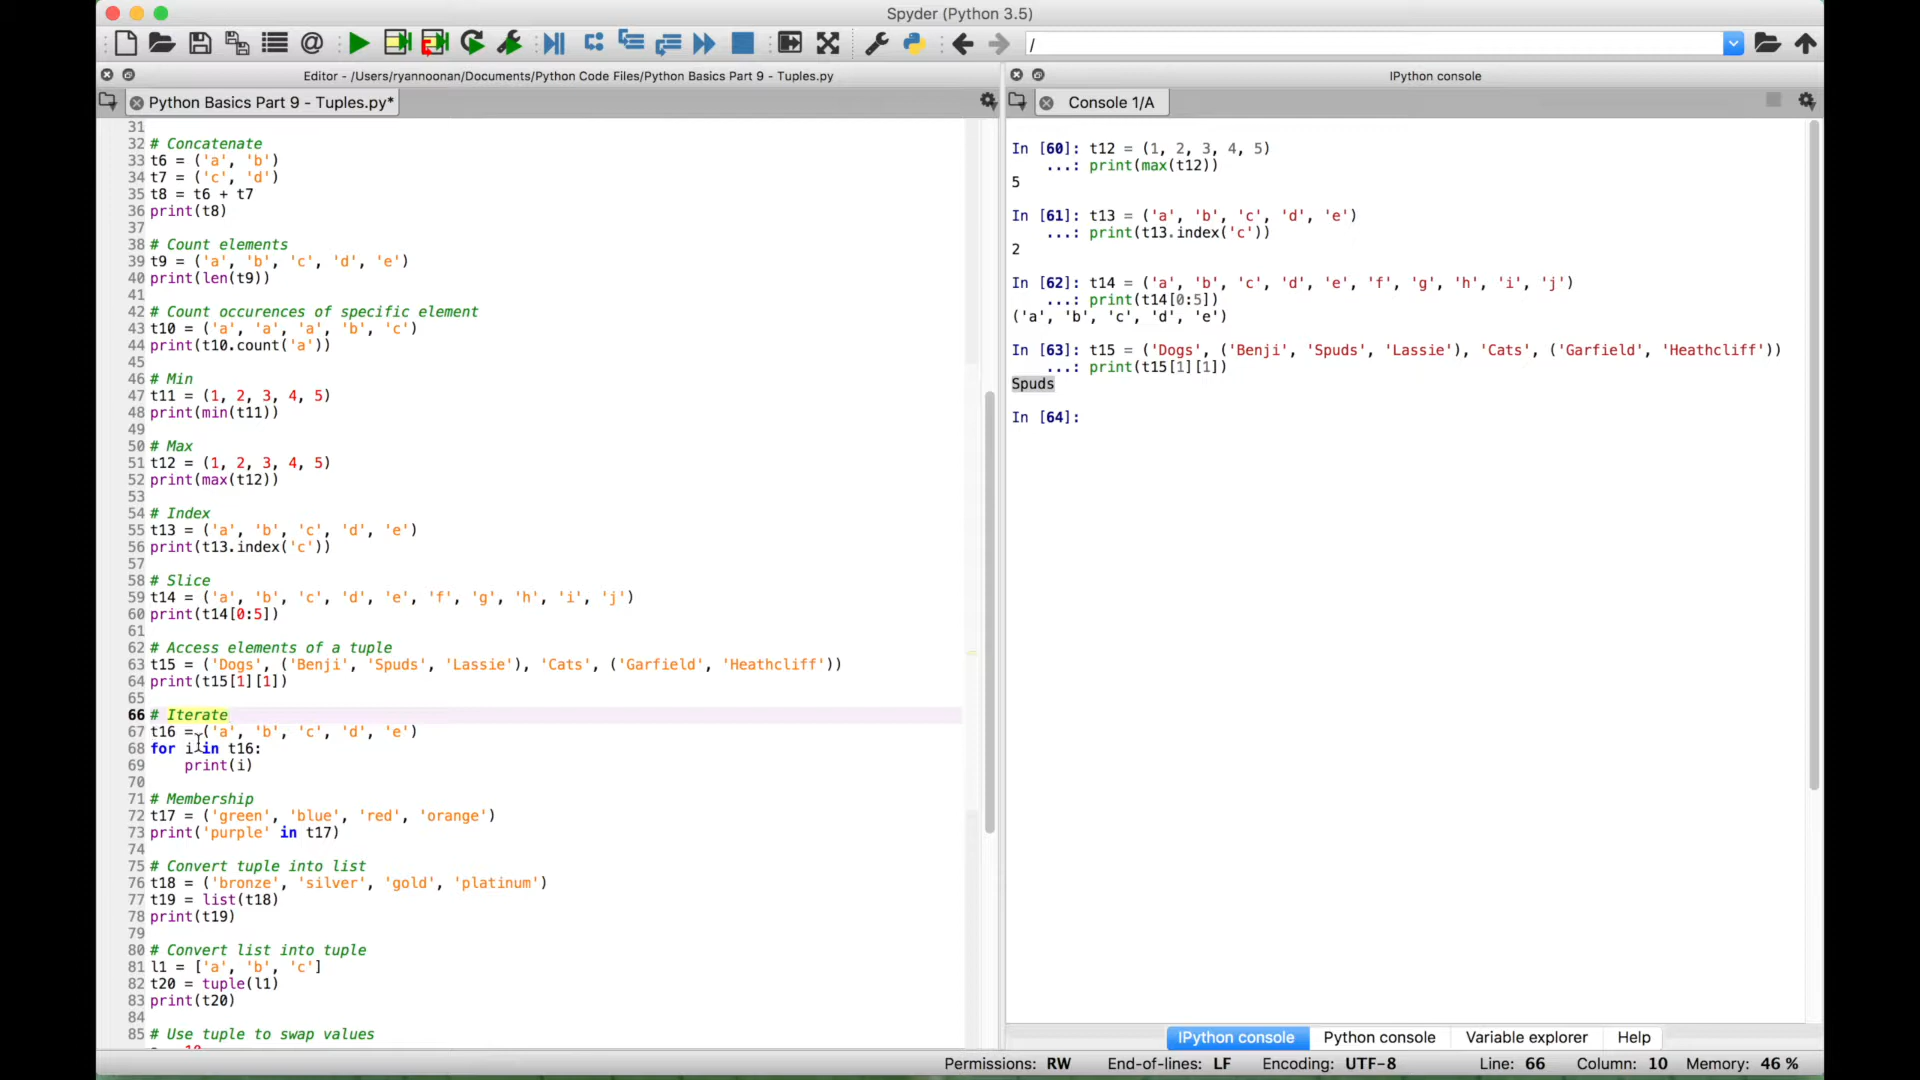 Spyder (Python 3.5)
/
Editor - /Users/ryannoonan/Documents/Python Code Files/Python Basics Part 9 - Tuples.py
Python Basics Part 9 - Tuples.py*
31
32 # Concatenate
33 t6 = ('a', 'b')
34 t7 = ('c', 'd')
35 t8 = t6 + t7
36 print(t8)
37
38 # Count elements
39 t9 = ('a', 'b', 'c', 'd', 'e')
40 print(len(t9))
41
42 # Count occurences of specific element
43 t10 = ('a', 'a', 'a', 'b', 'c')
44 print(t10.count('a'))
45
46 # Min
47 t11 = (1, 2, 3, 4, 5)
48 print(min(t11))
49
50 # Max
51 t12 = (1, 2, 3, 4, 5)
52 print(max(t12))
53
54 # Index
55 t13 = ('a', 'b', 'c', 'd', 'e')
56 print(t13.index('c'))
57
58 # Slice
59 t14 = ('a', 'b', 'c', 'd', 'e', 'f', 'g', 'h', 'i', 'j')
60 print(t14[0:5])
61
62 # Access elements of a tuple
63 t15 = ('Dogs', ('Benji', 'Spuds', 'Lassie'), 'Cats', ('Garfield', 'Heathcliff'))
64 print(t15[1][1])
65
66 # Iterate
67 t16 = ('a', 'b', 'c', 'd', 'e')
68 for i in t16:
69     print(i)
70
71 # Membership
72 t17 = ('green', 'blue', 'red', 'orange')
73 print('purple' in t17)
74
75 # Convert tuple into list
76 t18 = ('bronze', 'silver', 'gold', 'platinum')
77 t19 = list(t18)
78 print(t19)
79
80 # Convert list into tuple
81 l1 = ['a', 'b', 'c']
82 t20 = tuple(l1)
83 print(t20)
84
85 # Use tuple to swap values
IPython console
Console 1/A
In [60]: t12 = (1, 2, 3, 4, 5)
...: print(max(t12))
5
In [61]: t13 = ('a', 'b', 'c', 'd', 'e')
...: print(t13.index('c'))
2
In [62]: t14 = ('a', 'b', 'c', 'd', 'e', 'f', 'g', 'h', 'i', 'j')
...: print(t14[0:5])
('a', 'b', 'c', 'd', 'e')
In [63]: t15 = ('Dogs', ('Benji', 'Spuds', 'Lassie'), 'Cats', ('Garfield', 'Heathcliff'))
...: print(t15[1][1])
Spuds
In [64]:
IPython console Python console Variable explorer Help
Permissions: RW End-of-lines: LF Encoding: UTF-8 Line: 66 Column: 10 Memory: 46 %